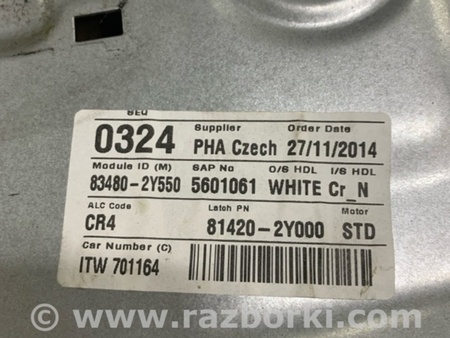 SEQ
0324
Supplier Order Date
PHA Czech 27/11/2014
Module ID (M) SAP No O/S HDL I/S HDL
83480-2Y550 5601061 WHITE Cr_N
ALC Code Latch PN Motor
CR4 81420-2Y000 STD
Car Number (C)
ITW 701164
www.razborki.com